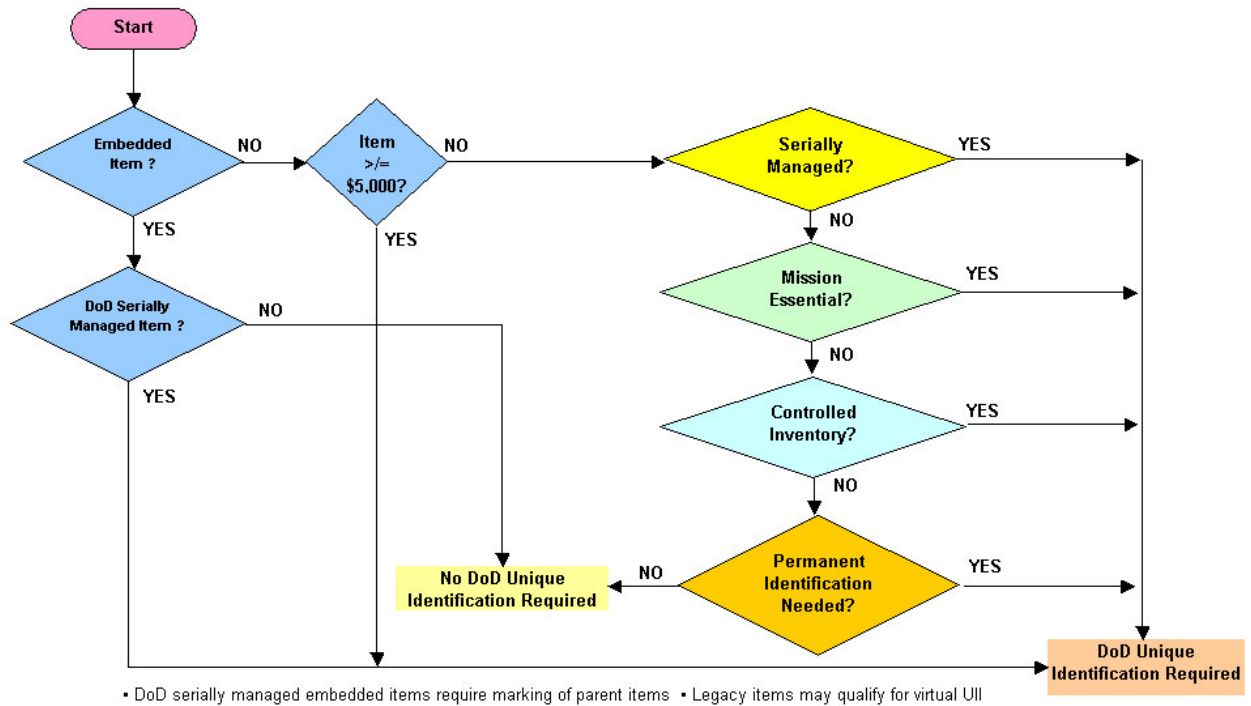 Start
Embedded
Item ?
NO
Item
>/=
$5,000?
NO
Serially
Managed?
YES
YES
YES
NO
DoD Serially
Managed Item ?
NO
YES
Mission
Essential?
YES
NO
Controlled
Inventory?
YES
NO
Permanent
Identification
Needed?
YES
NO
No DoD Unique
Identification Required
DoD Unique
Identification Required
▪ DoD serially managed embedded items require marking of parent items ▪ Legacy items may qualify for virtual UII